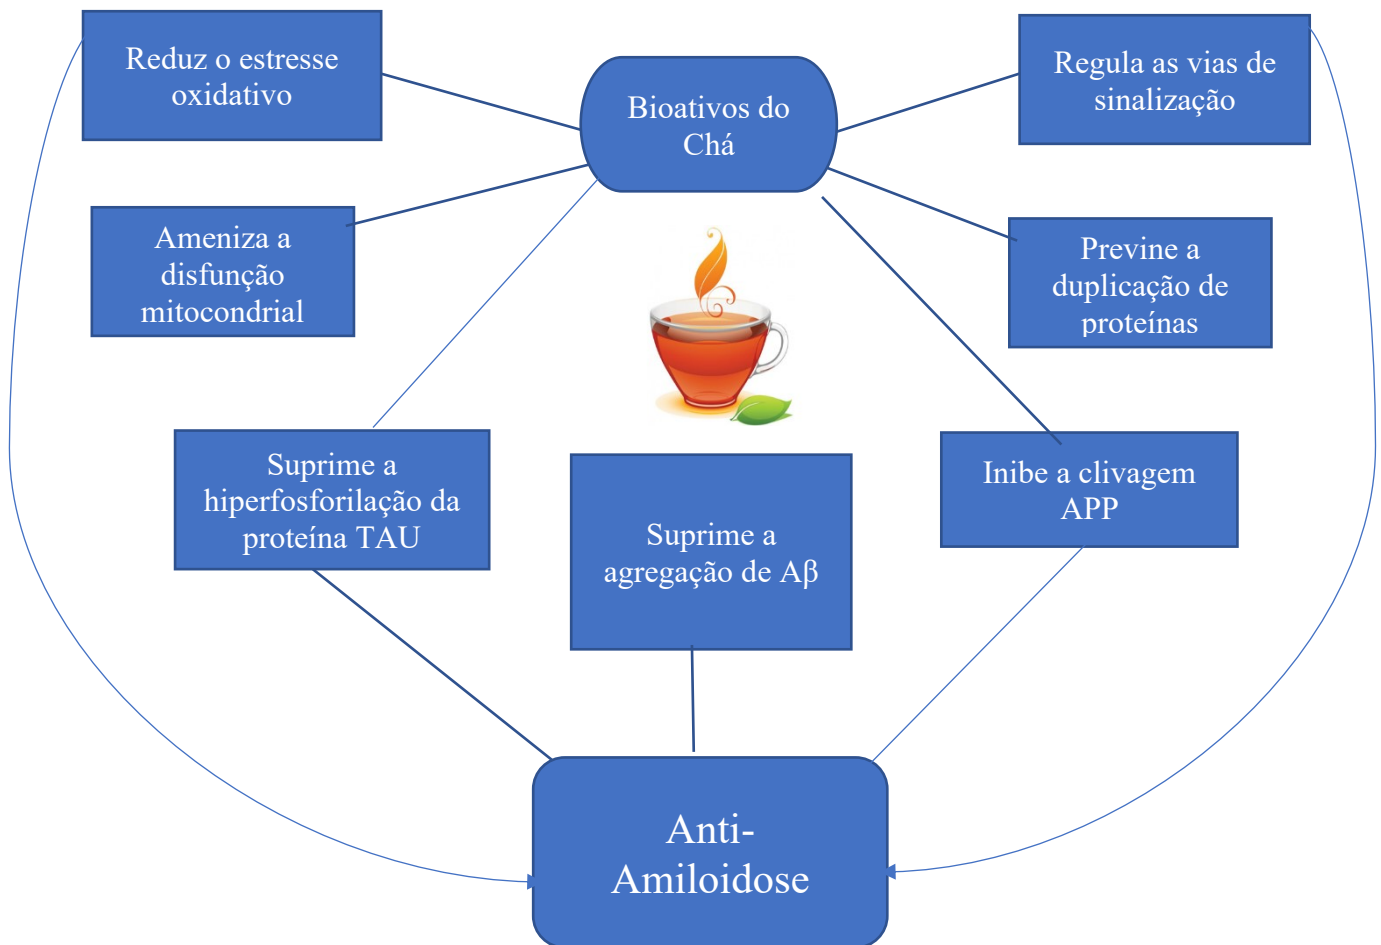 Reduz o estresse
oxidativo
Bioativos do
Chá
Regula as vias de
sinalização
Ameniza a
disfunção
mitocondrial
Previne a
duplicação de
proteínas
Suprime a
hiperfosforilação da
proteína TAU
Suprime a
agregação de Aβ
Inibe a clivagem
APP
Anti-
Amiloidose